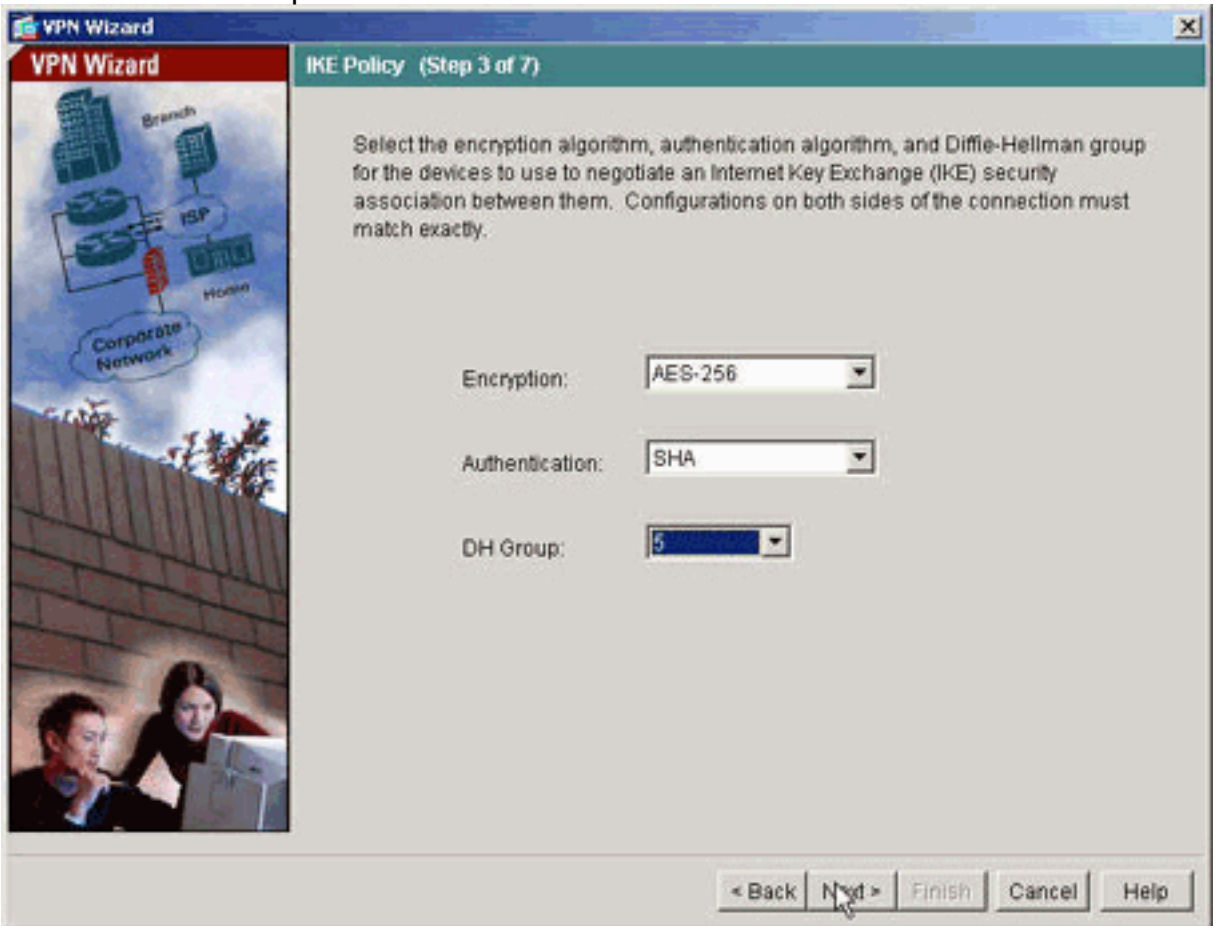 VPN Wizard
VPN Wizard
IKE Policy (Step 3 of 7)
Branch
ISP
Home
Corporate
Network
Select the encryption algorithm, authentication algorithm, and Diffie-Hellman group
for the devices to use to negotiate an Internet Key Exchange (IKE) security
association between them. Configurations on both sides of the connection must
match exactly.
Encryption: AES-256
Authentication: SHA
DH Group: 5
< Back Next > Finish Cancel Help